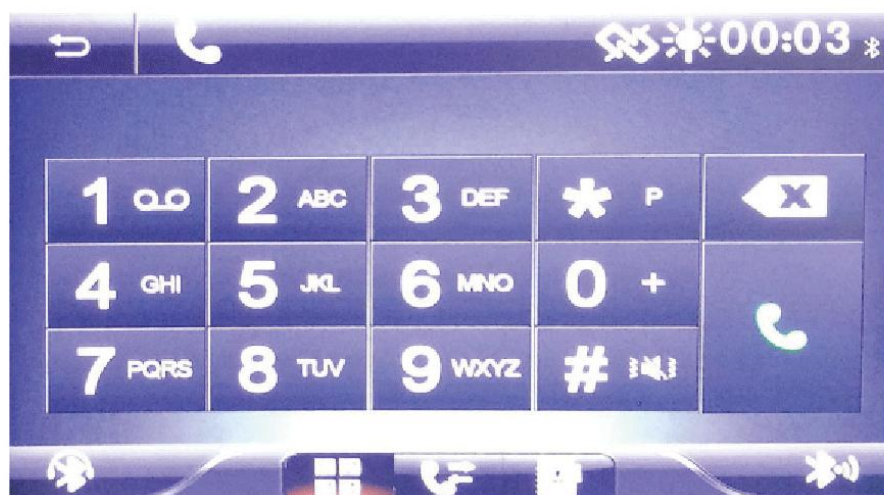 00:03
1 2 ABC 3 DEF * P
4 GHI 5 JKL 6 MNO 0 +
7 PQRS 8 TUV 9 WXYZ #